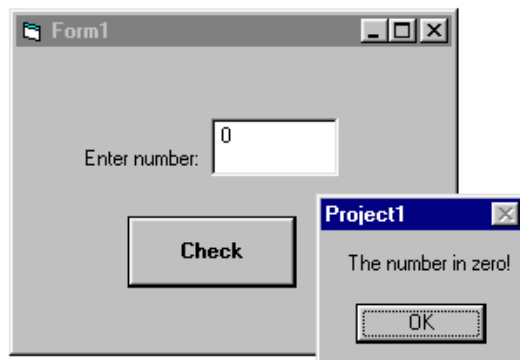 Form1
Enter number:
0
Check
Project1
The number in zero!
OK